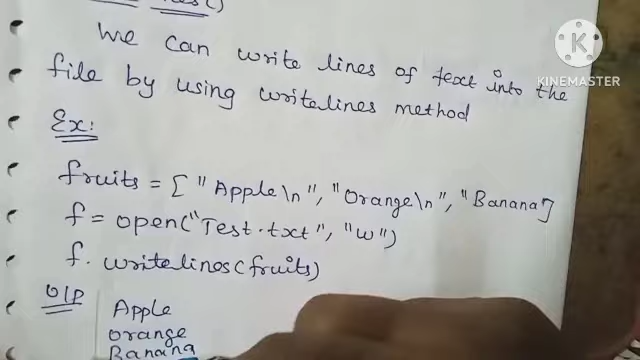 We can write lines of text into the
file by using writelines method
Ex:
fruits = [ "Apple\n", "Orange\n", "Banana]
f = open("Test.txt", "w")
f. writelines(fruits)
O/P
Apple
Orange
Banana
KINEMASTER